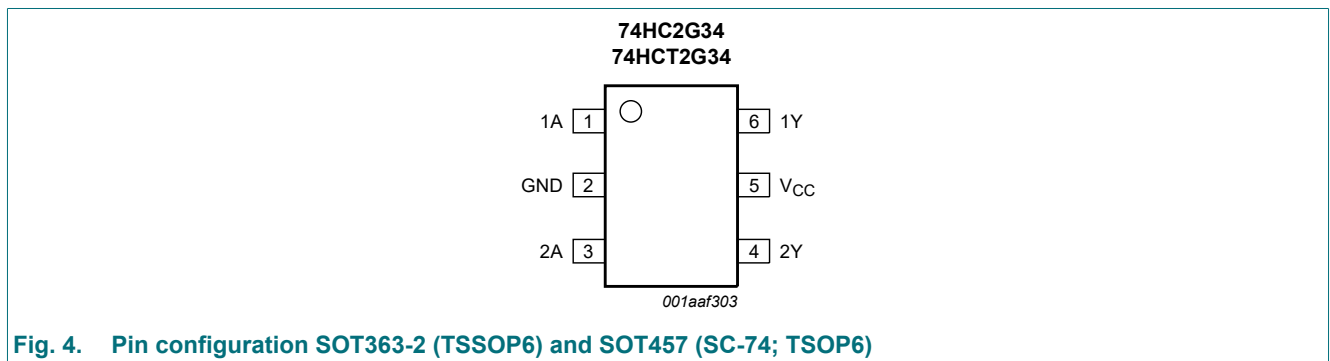 74HC2G34
74HCT2G34
1A 1 6 1Y
GND 2 5 VCC
2A 3 4 2Y
001aaf303
Fig. 4. Pin configuration SOT363-2 (TSSOP6) and SOT457 (SC-74; TSOP6)